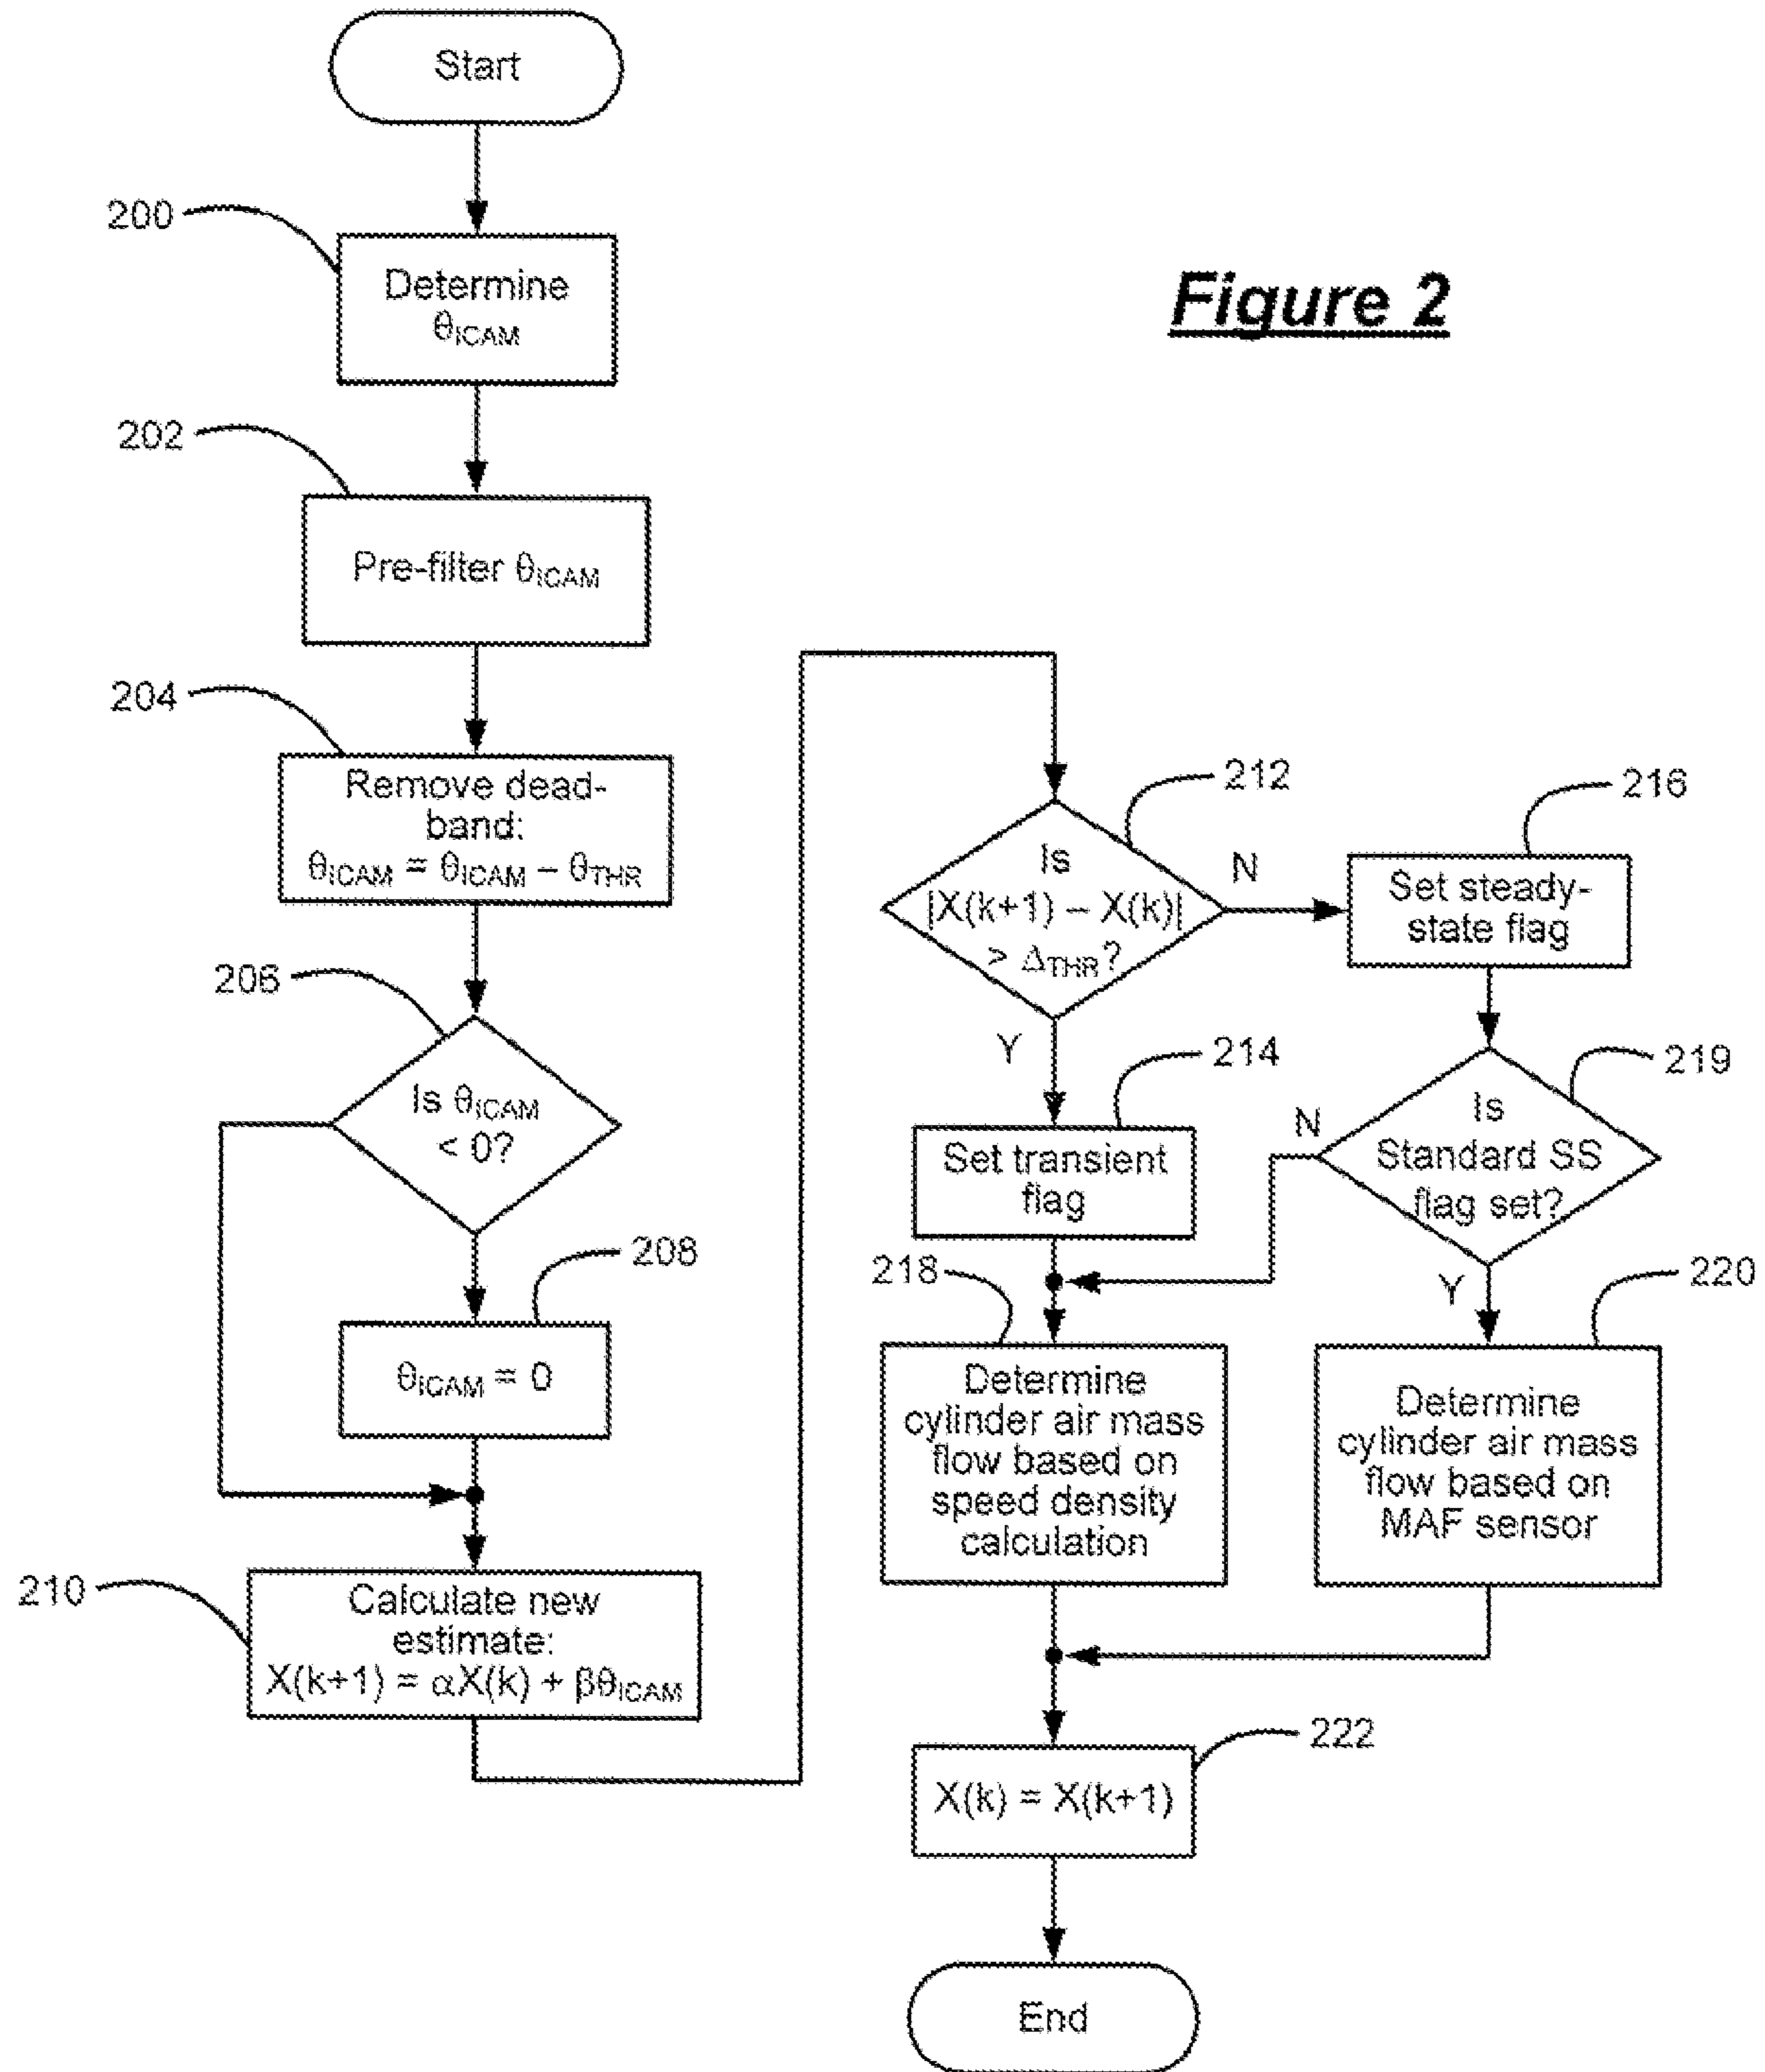 Start
Figure 2
200
Determine
θICAM
202
Pre-filter θICAM
204
Remove dead-
band:
θICAM = θICAM – θTHR
206
Is θICAM
< 0?
208
θICAM = 0
210
Calculate new
estimate:
X(k+1) = αX(k) + βθICAM
212
Is
|X(k+1) – X(k)|
> ΔTHR?
N
Y
216
Set steady-
state flag
214
Set transient
flag
219
Is
Standard SS
flag set?
N
Y
218
Determine
cylinder air mass
flow based on
speed density
calculation
220
Determine
cylinder air mass
flow based on
MAF sensor
222
X(k) = X(k+1)
End